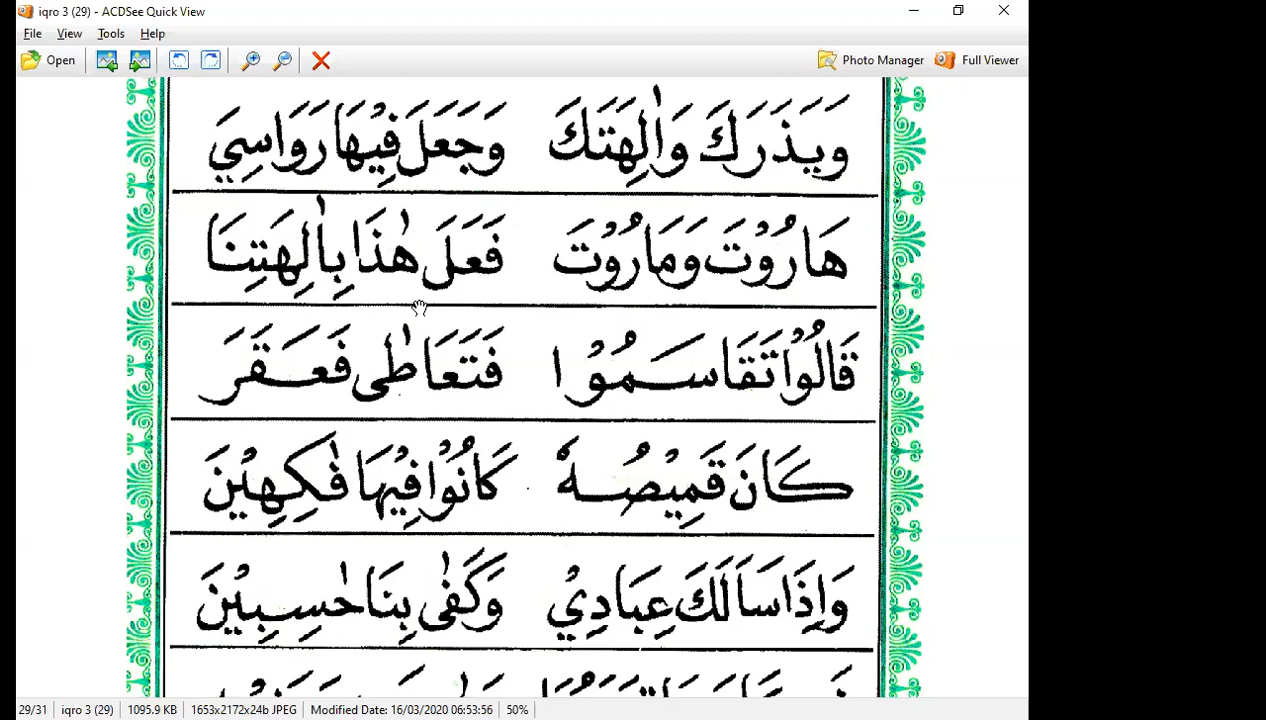 iqro 3 (29) - ACDSee Quick View
File View Tools Help
Open Photo Manager Full Viewer
وَيَذَرَكَ وَاٰلِهَتَكَ وَجَعَلَ فِيْهَا رَوَاسِيَ
هَارُوْتَ وَمَارُوْتَ فَعَلَ هٰذَا بِاٰلِهَتِنَا
قَالُوْا تَقَاسَمُوْا فَتَعَاطٰى فَعَقَرَ
كَانَ قَمِيْصُهٗ كَانُوْا فِيْهَا فٰكِهِيْنَ
وَاِذَا سَاَلَكَ عِبَادِيْ وَكَفٰى بِنَا حٰسِبِيْنَ
29/31 iqro 3 (29) 1095.9 KB 1653x2172x24b JPEG Modified Date: 16/03/2020 06:53:56 50%